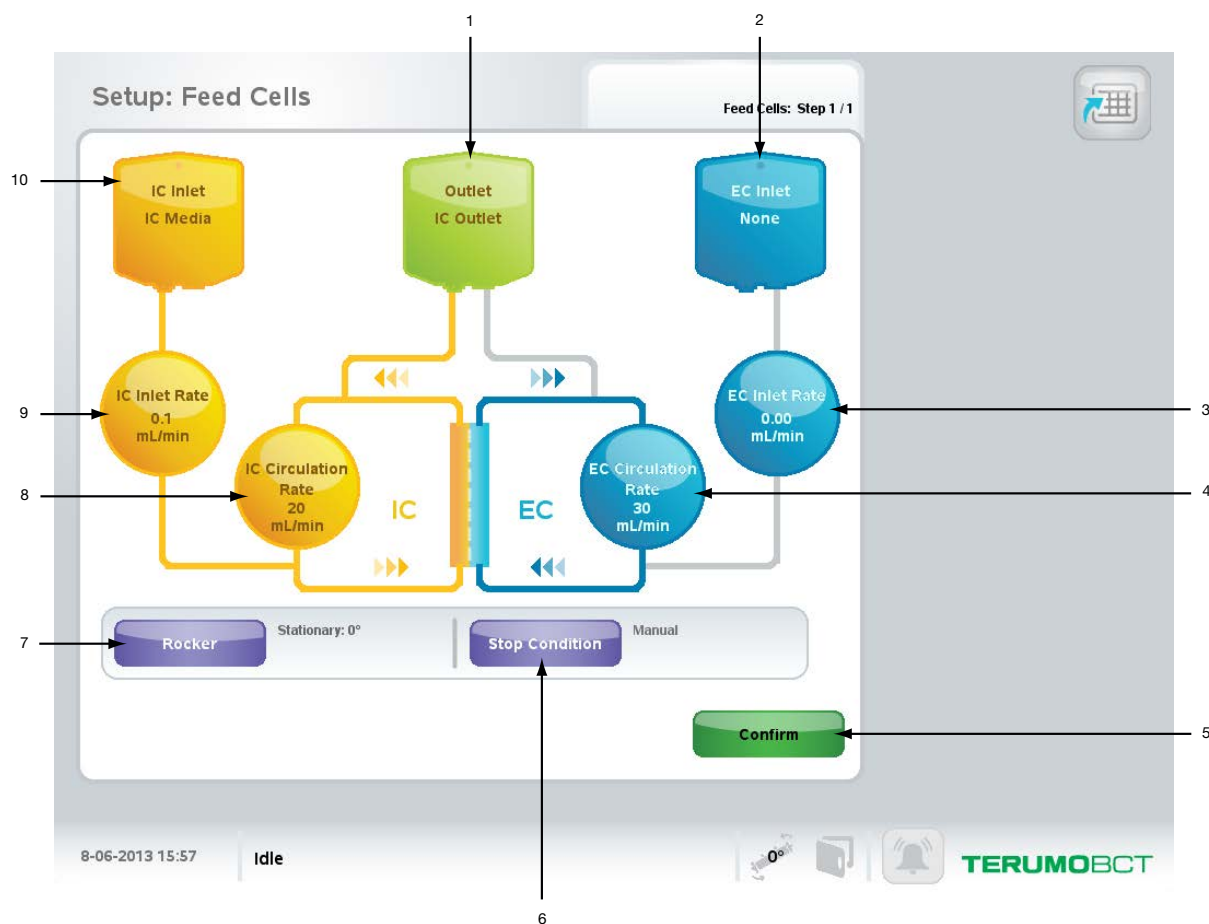 1
2
Setup: Feed Cells
Feed Cells: Step 1 / 1
10
IC Inlet
IC Media
Outlet
IC Outlet
EC Inlet
None
9
IC Inlet Rate
0.1
mL/min
EC Inlet Rate
0.00
mL/min
3
8
IC Circulation
Rate
20
mL/min
IC
EC
EC Circulation
Rate
30
mL/min
4
7
Rocker
Stationary: 0°
Stop Condition
Manual
Confirm
5
8-06-2013 15:57
Idle
0°
TERUMOBCT
6